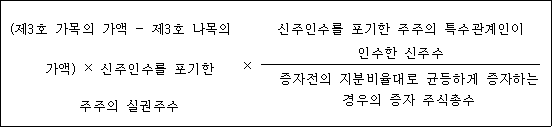 (제3호 가목의 가액 - 제3호 나목의
가액) × 신주인수를 포기한
주주의 실권주수
×
신주인수를 포기한 주주의 특수관계인이
인수한 신주수
증자전의 지분비율대로 균등하게 증자하는
경우의 증자 주식총수